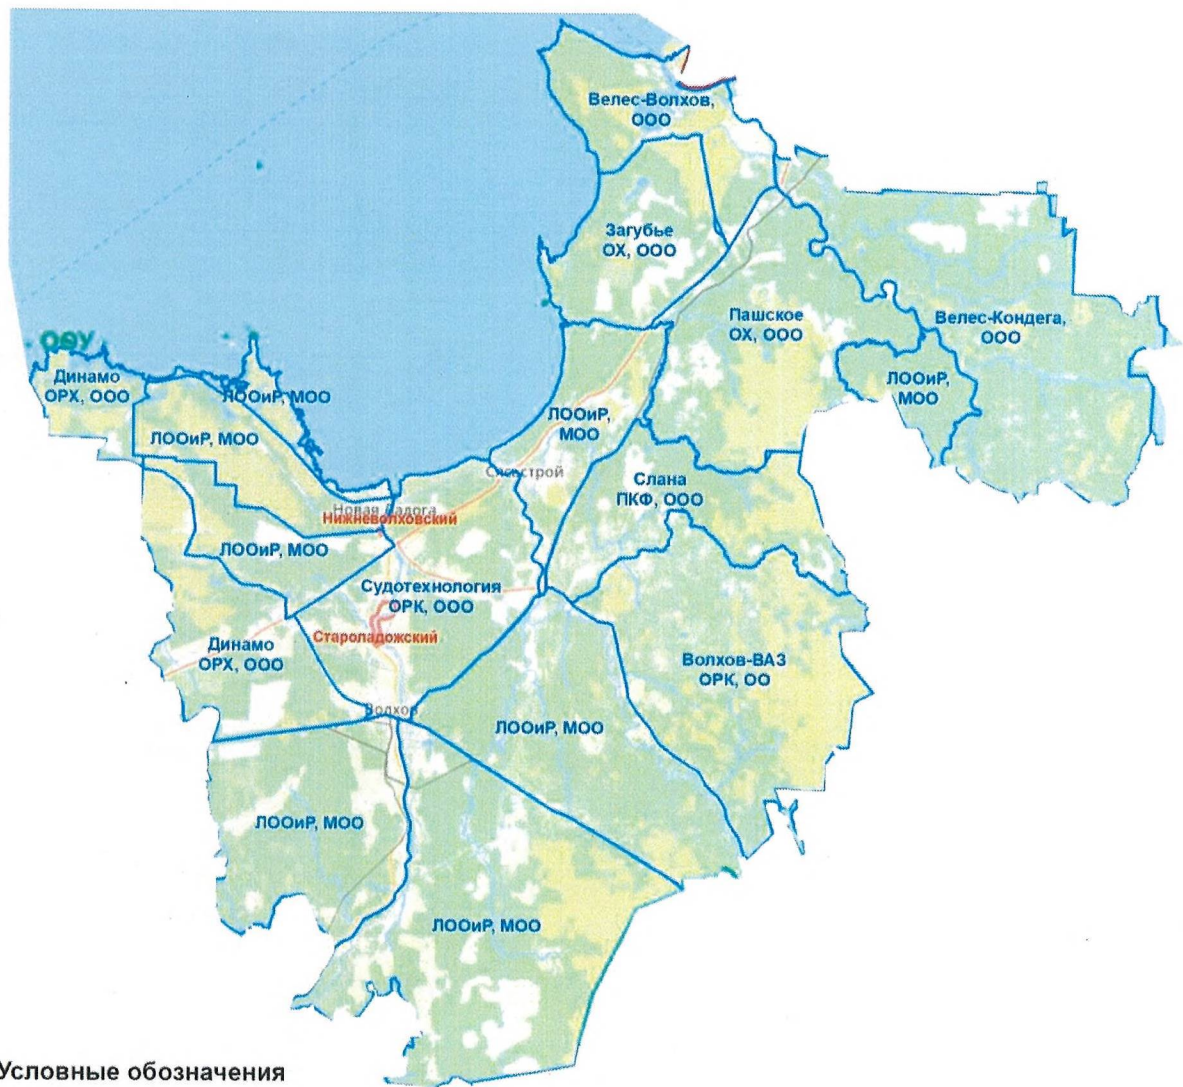 Велес-Волхов,
ООО
Загубье
ОХ, ООО
Пашское
ОХ, ООО
Велес-Кондега,
ООО
ООУ
Динамо
ОРХ, ООО
ЛООиР, МОО
ЛООиР,
МОО
ЛООиР, МОО
ЛООиР,
МОО
Сясьстрой
Слана
ПКФ, ООО
Новая Ладога
Нижневолховский
ЛООиР, МОО
Судотехнология
ОРК, ООО
Староладожский
Динамо
ОРХ, ООО
Волхов-ВАЗ
ОРК, ОО
Волхов
ЛООиР, МОО
ЛООиР, МОО
ЛООиР, МОО
Условные обозначения